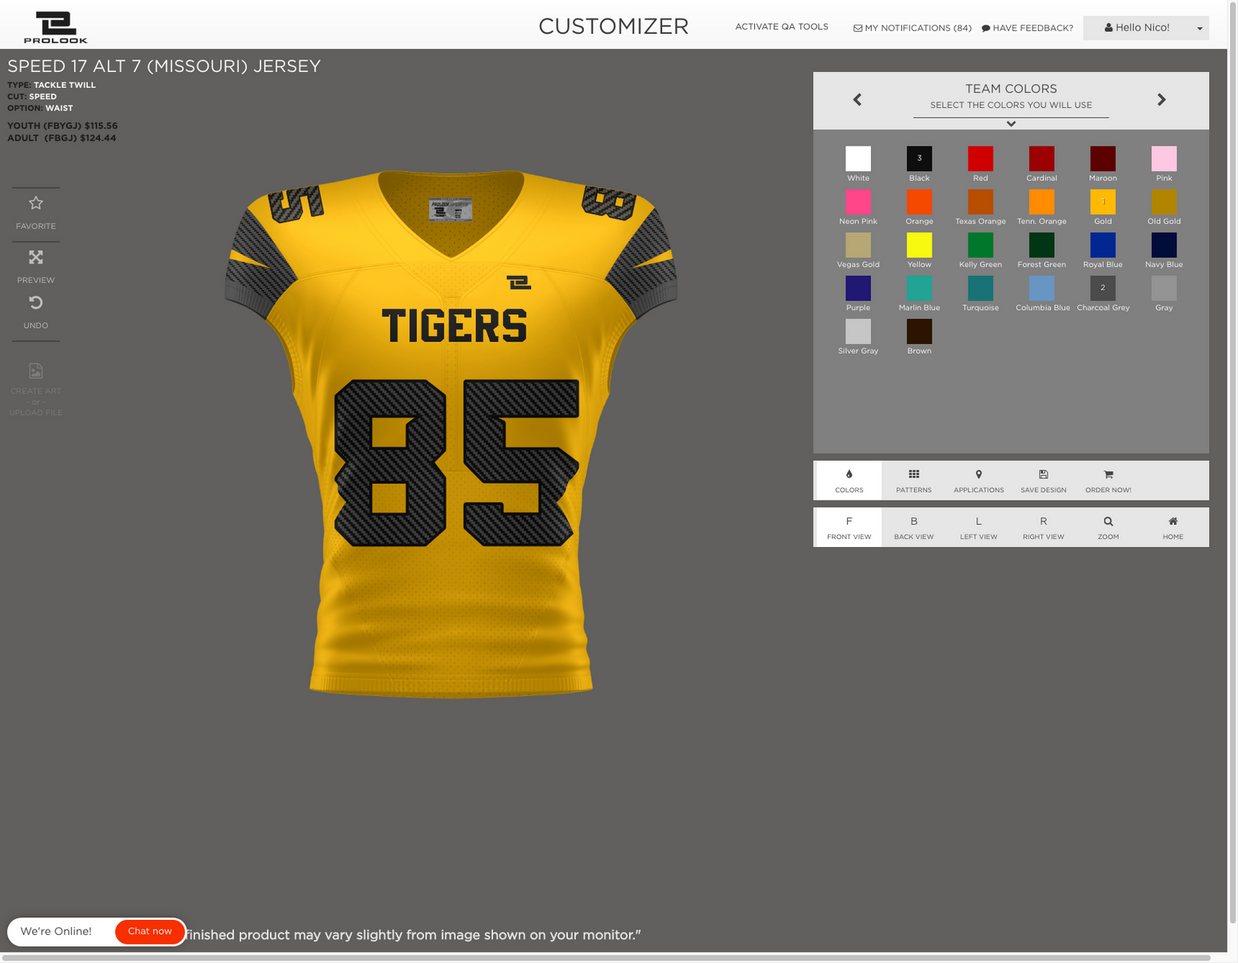 PROLOOK
CUSTOMIZER
ACTIVATE QA TOOLS
MY NOTIFICATIONS (84)
HAVE FEEDBACK?
Hello Nico!
SPEED 17 ALT 7 (MISSOURI) JERSEY
TYPE: TACKLE TWILL
CUT: SPEED
OPTION: WAIST
YOUTH (FBYGJ) $115.56
ADULT (FBGJ) $124.44
FAVORITE
PREVIEW
UNDO
CREATE ART
- or -
UPLOAD FILE
5
8
PROLOOK
TIGERS
85
TEAM COLORS
SELECT THE COLORS YOU WILL USE
3
White Black Red Cardinal Maroon Pink
1
Neon Pink Orange Texas Orange Tenn. Orange Gold Old Gold
Vegas Gold Yellow Kelly Green Forest Green Royal Blue Navy Blue
2
Purple Marlin Blue Turquoise Columbia Blue Charcoal Grey Gray
Silver Gray Brown
COLORS PATTERNS APPLICATIONS SAVE DESIGN ORDER NOW!
F B L R
FRONT VIEW BACK VIEW LEFT VIEW RIGHT VIEW ZOOM HOME
We're Online! Chat now
finished product may vary slightly from image shown on your monitor."